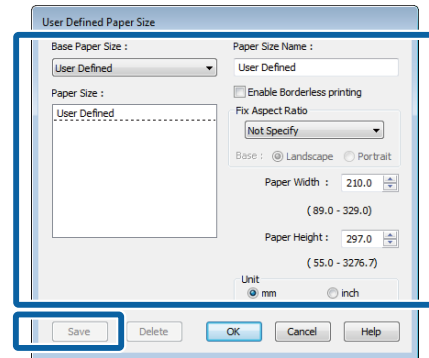 User Defined Paper Size
Base Paper Size :
User Defined
Paper Size :
User Defined
Paper Size Name :
User Defined
Enable Borderless printing
Fix Aspect Ratio
Not Specify
Base : Landscape Portrait
Paper Width : 210.0
( 89.0 - 329.0)
Paper Height : 297.0
( 55.0 - 3276.7)
Unit
mm inch
Save Delete OK Cancel Help